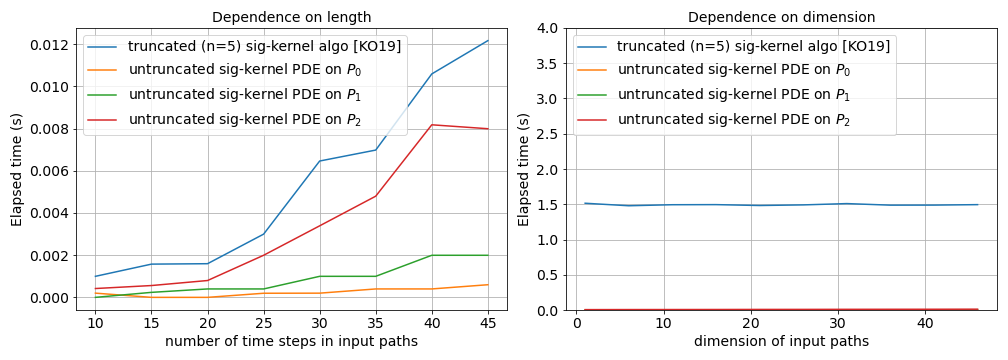 Dependence on length
Elapsed time (s)
0.012
0.010
0.008
0.006
0.004
0.002
0.000
truncated (n=5) sig-kernel algo [KO19]
untruncated sig-kernel PDE on P₀
untruncated sig-kernel PDE on P₁
untruncated sig-kernel PDE on P₂
10 15 20 25 30 35 40 45
number of time steps in input paths
Dependence on dimension
Elapsed time (s)
4.0
3.5
3.0
2.5
2.0
1.5
1.0
0.5
0.0
truncated (n=5) sig-kernel algo [KO19]
untruncated sig-kernel PDE on P₀
untruncated sig-kernel PDE on P₁
untruncated sig-kernel PDE on P₂
0 10 20 30 40
dimension of input paths